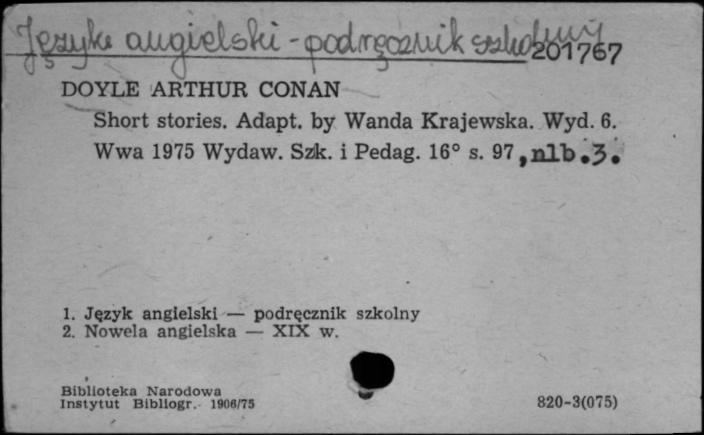 Język angielski - podręcznik szkolny
201767
DOYLE ARTHUR CONAN
Short stories. Adapt. by Wanda Krajewska. Wyd. 6.
Wwa 1975 Wydaw. Szk. i Pedag. 16° s. 97, nlb. 3.
1. Język angielski — podręcznik szkolny
2. Nowela angielska — XIX w.
Biblioteka Narodowa
Instytut Bibliogr. 1906/75
820-3(075)